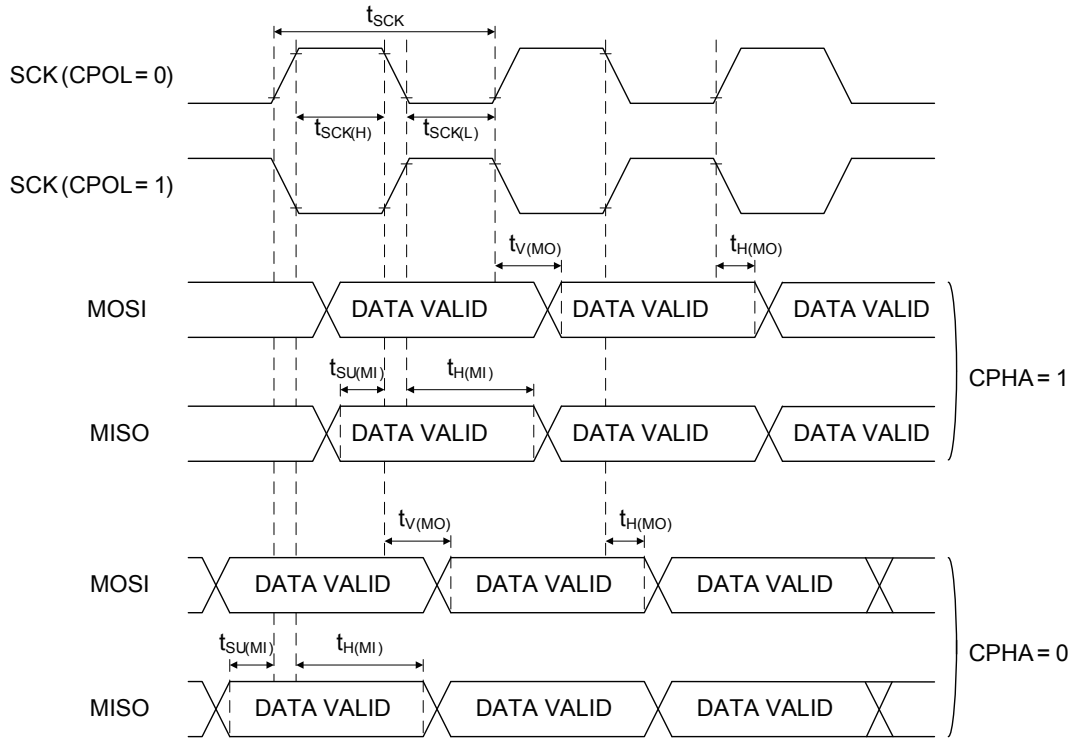 tSCK
SCK (CPOL = 0)
tSCK(H) tSCK(L)
SCK (CPOL = 1)
tV(MO) tH(MO)
MOSI DATA VALID DATA VALID DATA VALID
tSU(MI) tH(MI)
CPHA = 1
MISO DATA VALID DATA VALID DATA VALID
tV(MO) tH(MO)
MOSI DATA VALID DATA VALID DATA VALID
tSU(MI) tH(MI)
CPHA = 0
MISO DATA VALID DATA VALID DATA VALID